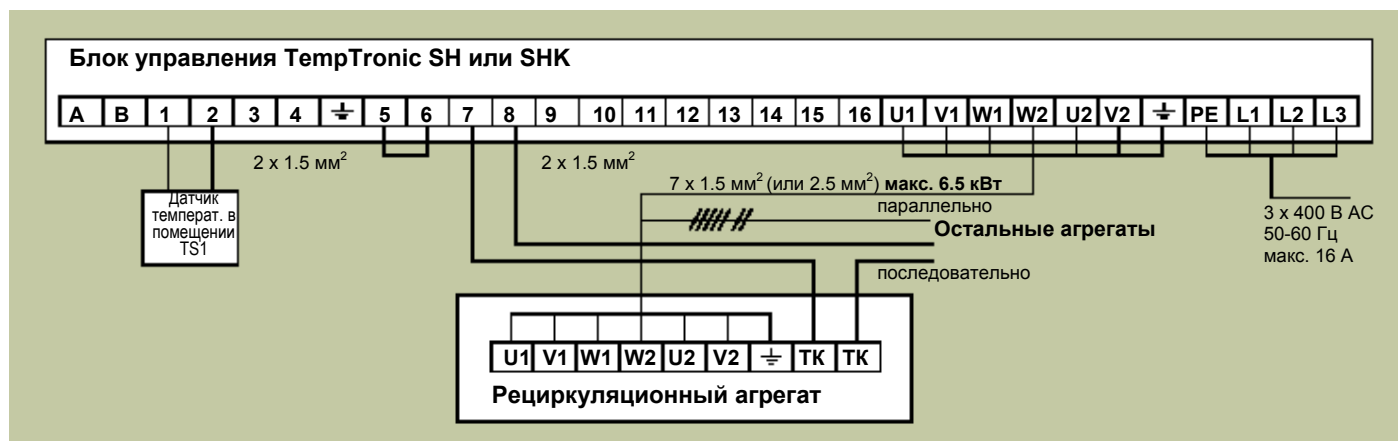 Блок управления TempTronic SH или SHK
A B 1 2 3 4 5 6 7 8 9 10 11 12 13 14 15 16 U1 V1 W1 W2 U2 V2 PE L1 L2 L3
2 x 1.5 мм²
2 x 1.5 мм²
7 x 1.5 мм² (или 2.5 мм²) макс. 6.5 кВт
параллельно
Остальные агрегаты
последовательно
Датчик
температ. в
помещении
TS1
3 x 400 В AC
50-60 Гц
макс. 16 А
U1 V1 W1 W2 U2 V2 ТК ТК
Рециркуляционный агрегат